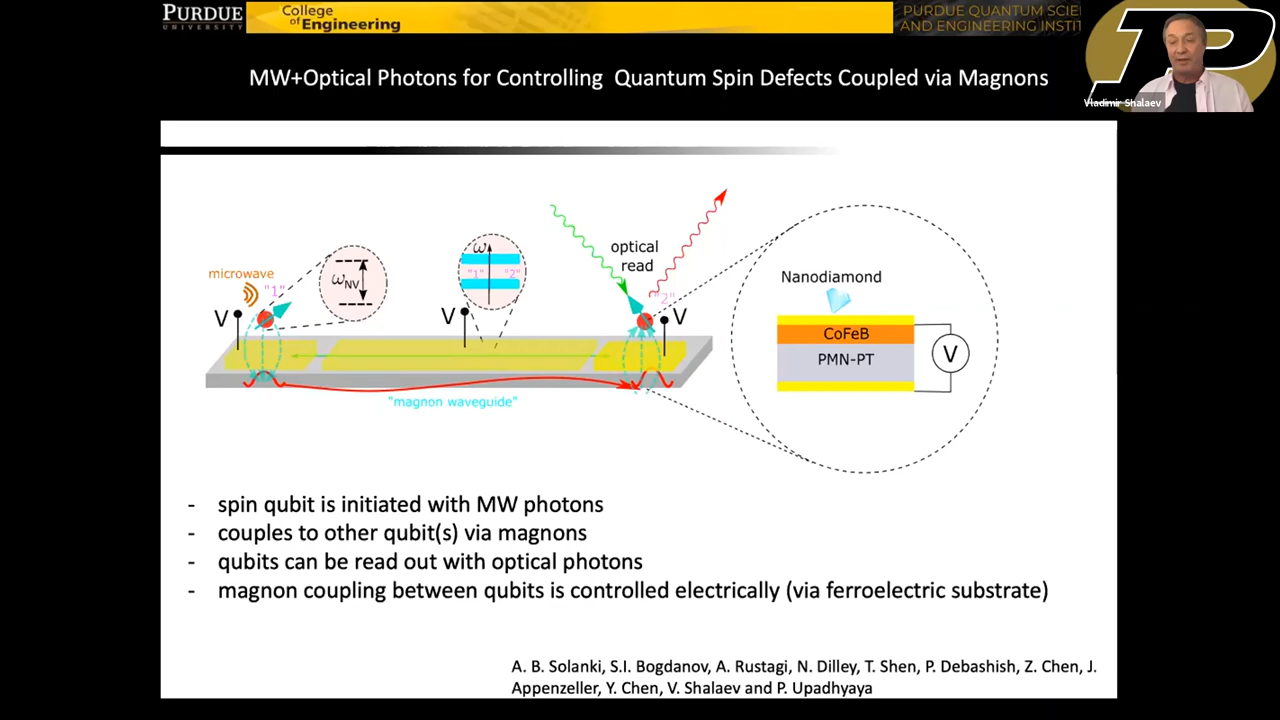 PURDUE
UNIVERSITY
College
of Engineering
PURDUE QUANTUM SCIE
AND ENGINEERING INSTIT
Vladimir Shalaev
MW+Optical Photons for Controlling Quantum Spin Defects Coupled via Magnons
microwave
"1"
V
ωNV
ω
"1" "2"
V
optical
read
"2"
V
"magnon waveguide"
Nanodiamond
CoFeB
PMN-PT
V
- spin qubit is initiated with MW photons
- couples to other qubit(s) via magnons
- qubits can be read out with optical photons
- magnon coupling between qubits is controlled electrically (via ferroelectric substrate)
A. B. Solanki, S.I. Bogdanov, A. Rustagi, N. Dilley, T. Shen, P. Debashish, Z. Chen, J.
Appenzeller, Y. Chen, V. Shalaev and P. Upadhyaya